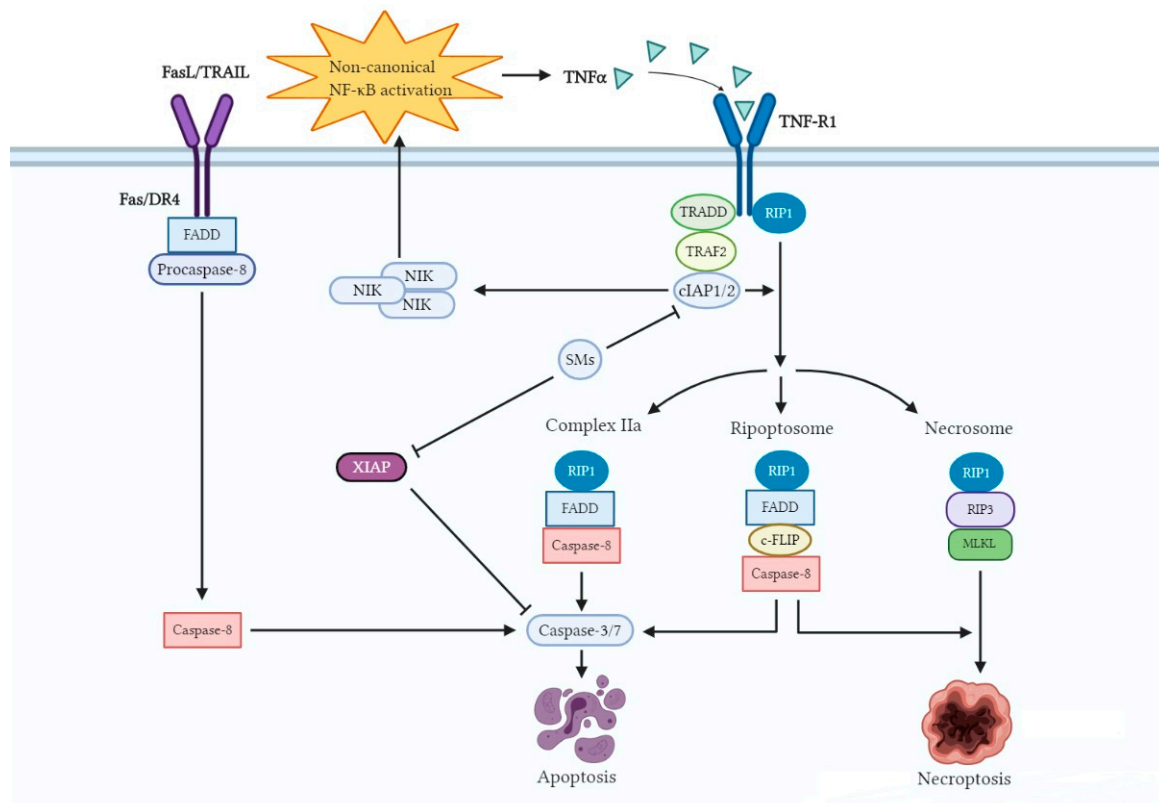 FasL/TRAIL
Non-canonical
NF-κB activation
TNFα
TNF-R1
Fas/DR4
FADD
Procaspase-8
TRADD
RIP1
TRAF2
cIAP1/2
NIK
NIK
NIK
SMs
XIAP
Complex IIa
Ripoptosome
Necrosome
RIP1
FADD
Caspase-8
RIP1
FADD
c-FLIP
Caspase-8
RIP1
RIP3
MLKL
Caspase-8
Caspase-3/7
Apoptosis
Necroptosis